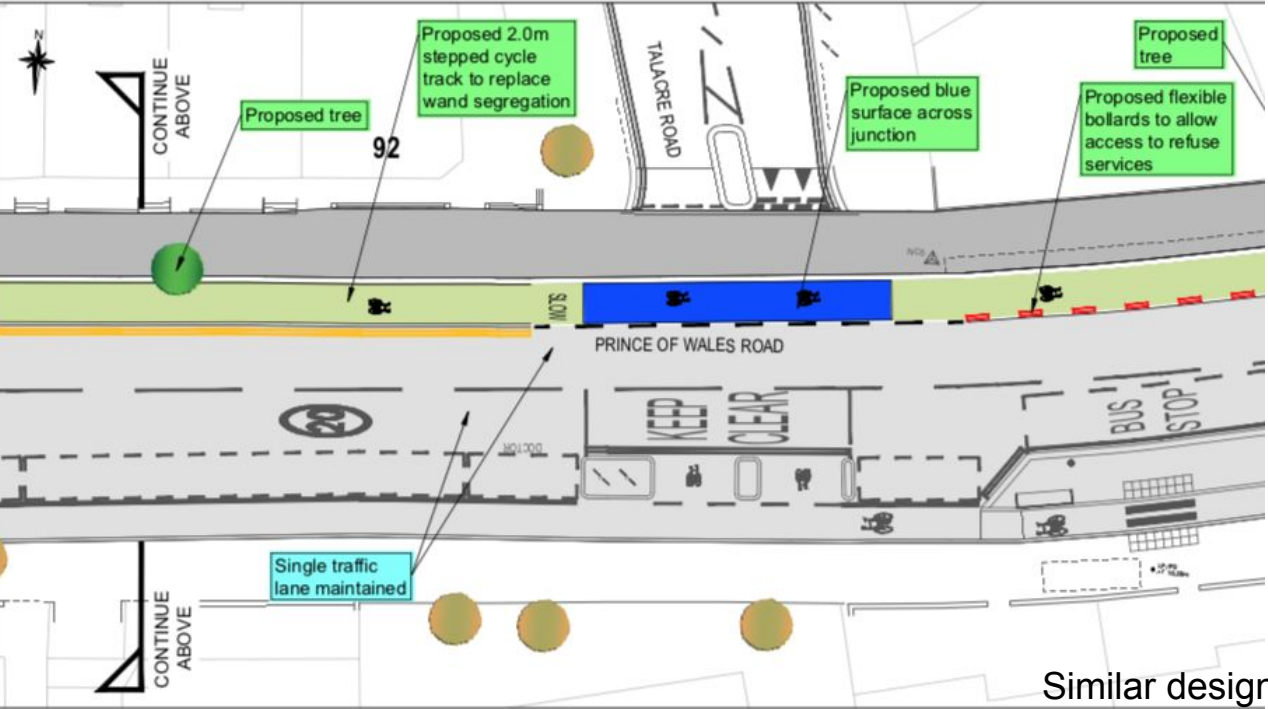 N
CONTINUE
ABOVE
Proposed tree
92
Proposed 2.0m
stepped cycle
track to replace
wand segregation
TALACRE ROAD
Proposed blue
surface across
junction
Proposed
tree
Proposed flexible
bollards to allow
access to refuse
services
SLOW
PRINCE OF WALES ROAD
20
KEEP
CLEAR
DOCTOR
BUS
STOP
Single traffic
lane maintained
CONTINUE
ABOVE
Similar design